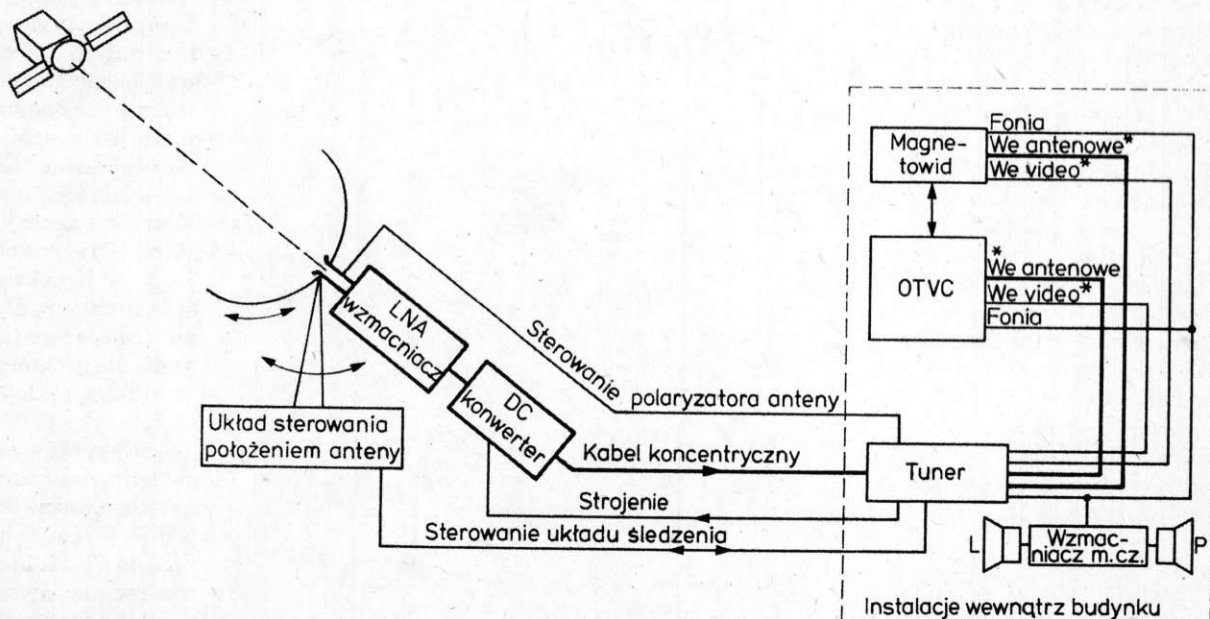 Fonia
We antenowe*
We video*
Magne-
towid
*
We antenowe
We video*
Fonia
OTVC
LNA
wzmacniacz
Sterowanie
polaryzatora anteny
DC
konwerter
Układ sterowania
położeniem anteny
Kabel koncentryczny
Tuner
Strojenie
Sterowanie układu śledzenia
L
Wzmac-
niacz m.cz.
P
Instalacje wewnątrz budynku